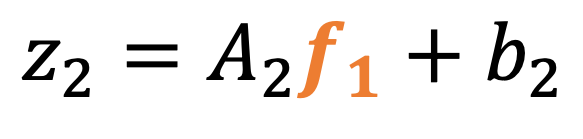 z₂ = A₂f₁ + b₂